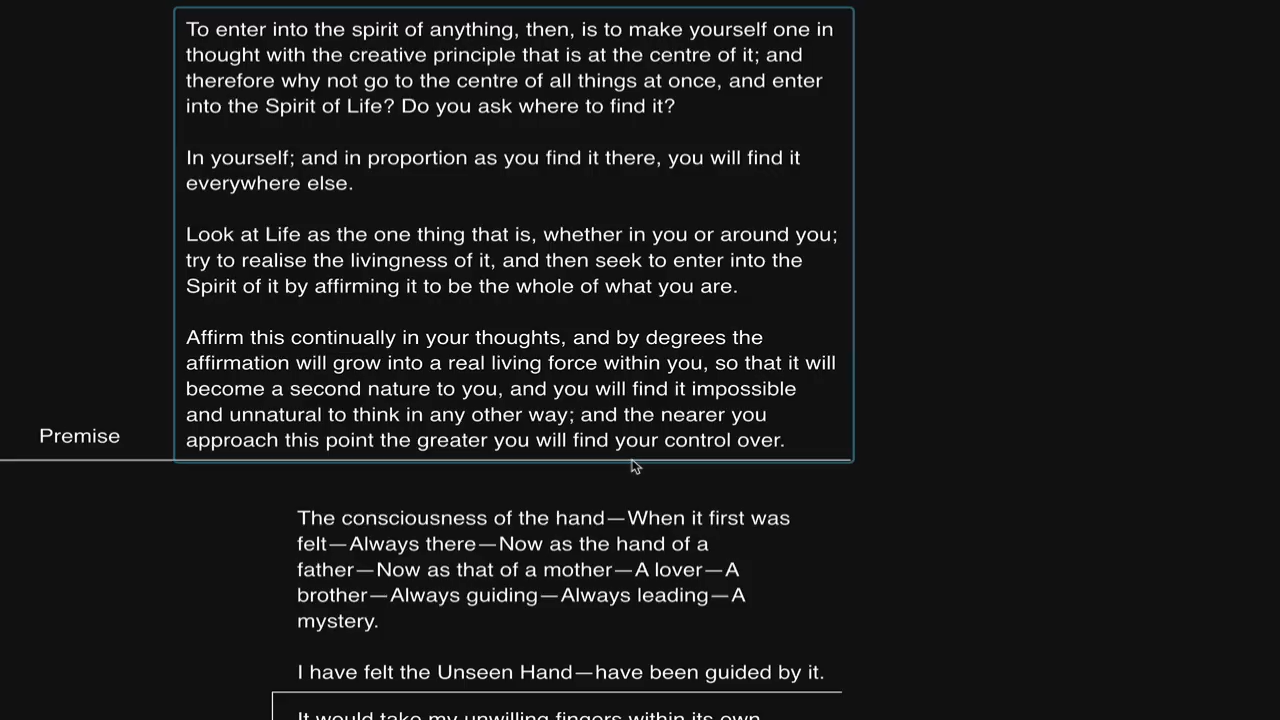 To enter into the spirit of anything, then, is to make yourself one in
thought with the creative principle that is at the centre of it; and
therefore why not go to the centre of all things at once, and enter
into the Spirit of Life? Do you ask where to find it?
In yourself; and in proportion as you find it there, you will find it
everywhere else.
Look at Life as the one thing that is, whether in you or around you;
try to realise the livingness of it, and then seek to enter into the
Spirit of it by affirming it to be the whole of what you are.
Affirm this continually in your thoughts, and by degrees the
affirmation will grow into a real living force within you, so that it will
become a second nature to you, and you will find it impossible
and unnatural to think in any other way; and the nearer you
approach this point the greater you will find your control over.
Premise
The consciousness of the hand—When it first was
felt—Always there—Now as the hand of a
father—Now as that of a mother—A lover—A
brother—Always guiding—Always leading—A
mystery.
I have felt the Unseen Hand—have been guided by it.
It would take my unwilling fingers within its own